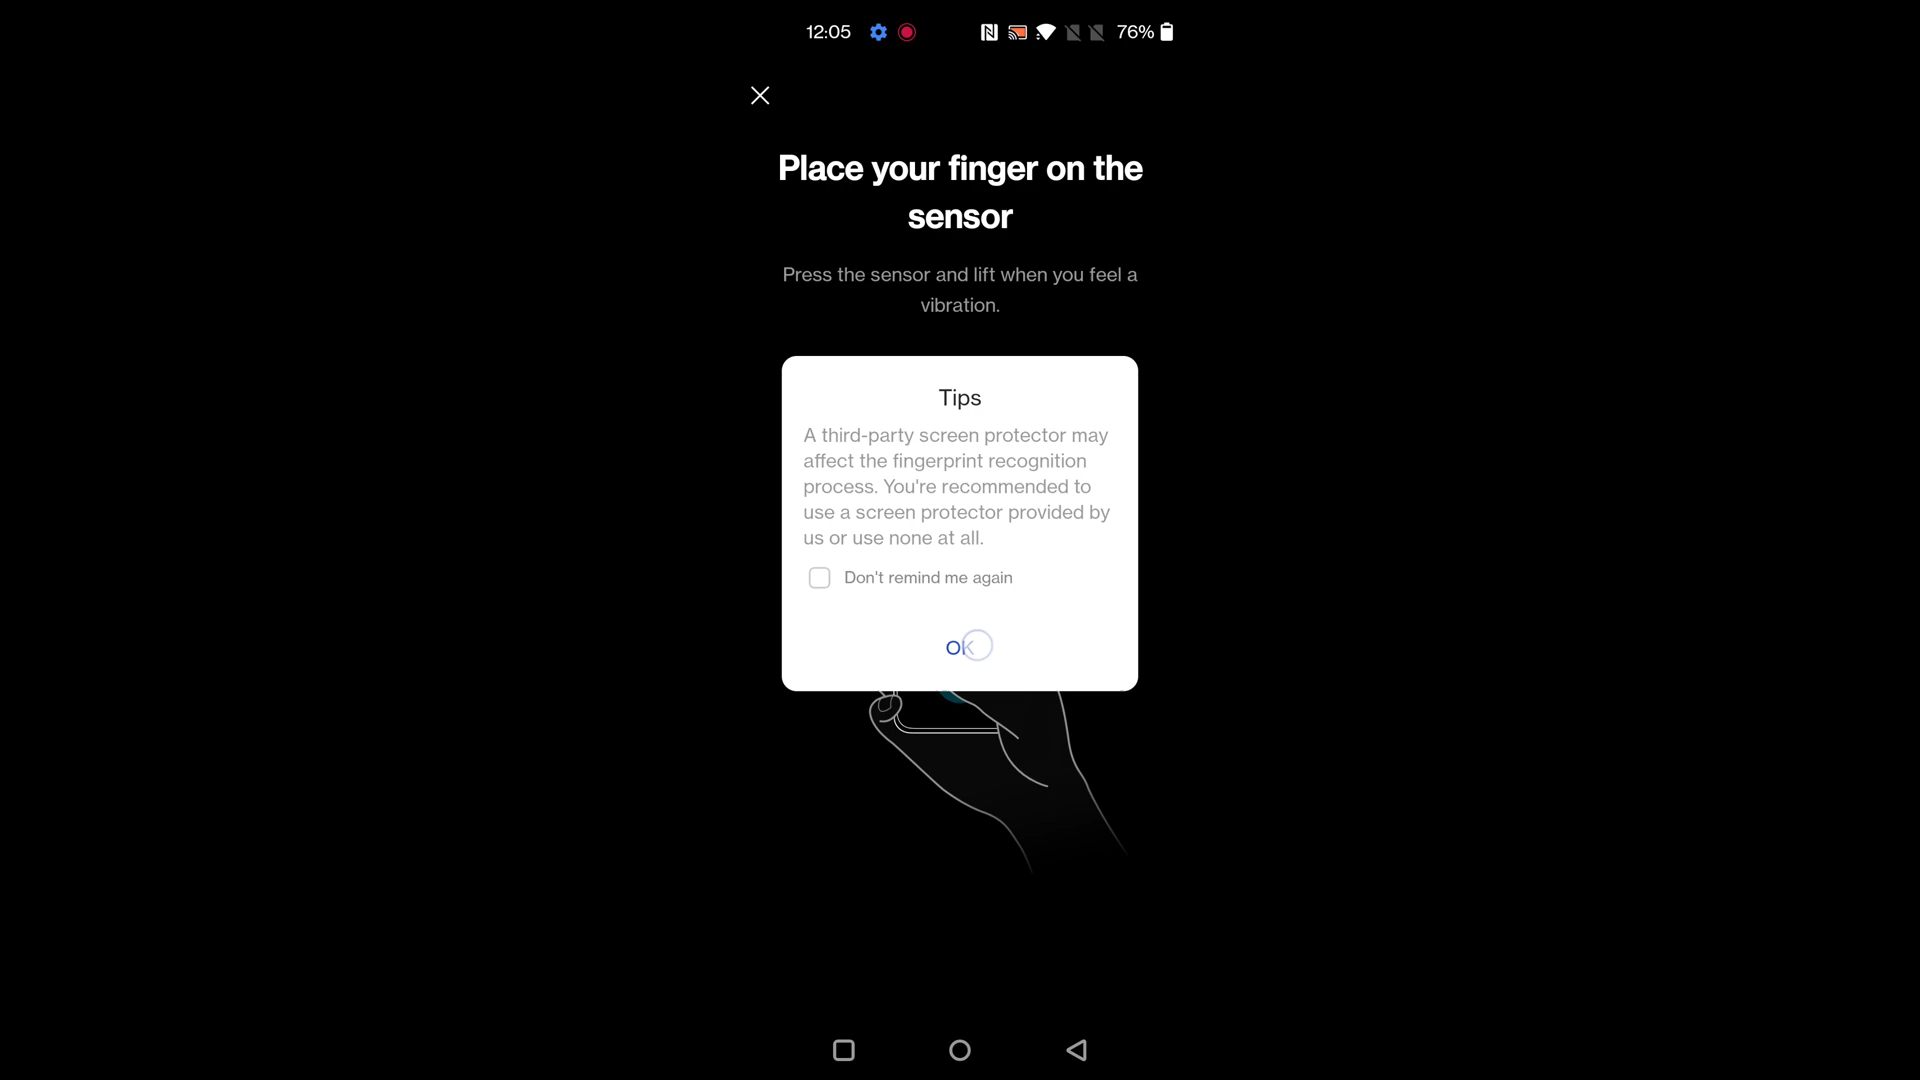 12:05
76%
Place your finger on the
sensor
Press the sensor and lift when you feel a
vibration.
Tips
A third-party screen protector may
affect the fingerprint recognition
process. You're recommended to
use a screen protector provided by
us or use none at all.
Don't remind me again
OK